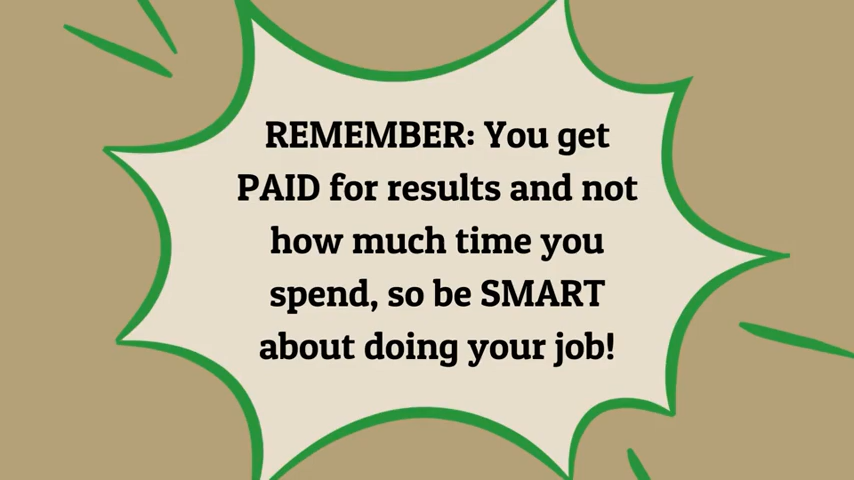 REMEMBER: You get
PAID for results and not
how much time you
spend, so be SMART
about doing your job!